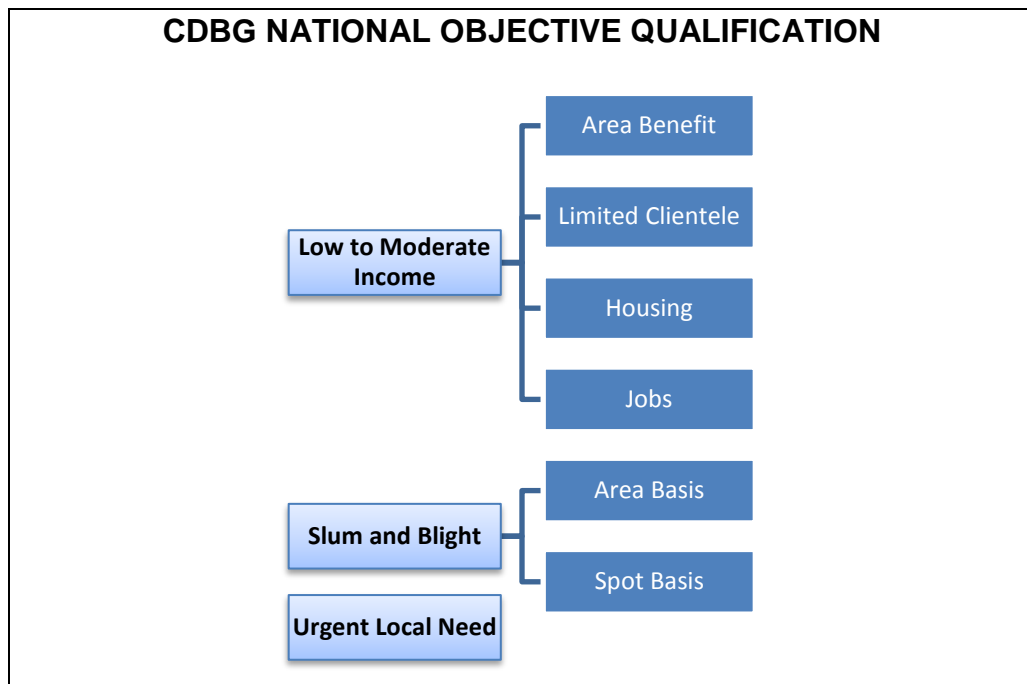 CDBG NATIONAL OBJECTIVE QUALIFICATION
Low to Moderate
Income
Area Benefit
Limited Clientele
Housing
Jobs
Slum and Blight
Area Basis
Spot Basis
Urgent Local Need